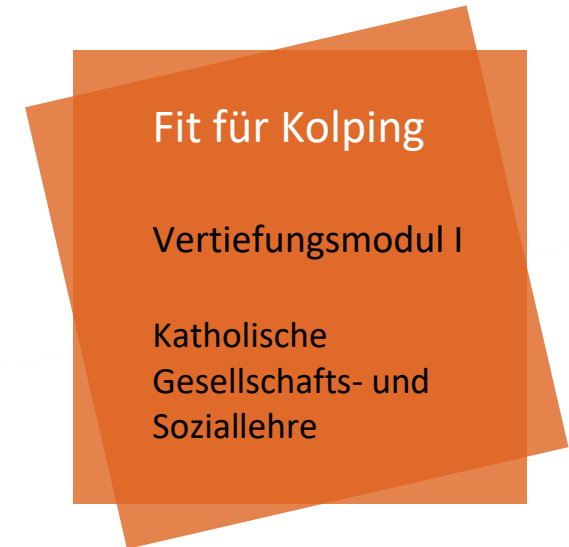 Fit für Kolping
Vertiefungsmodul I
Katholische
Gesellschafts- und
Soziallehre